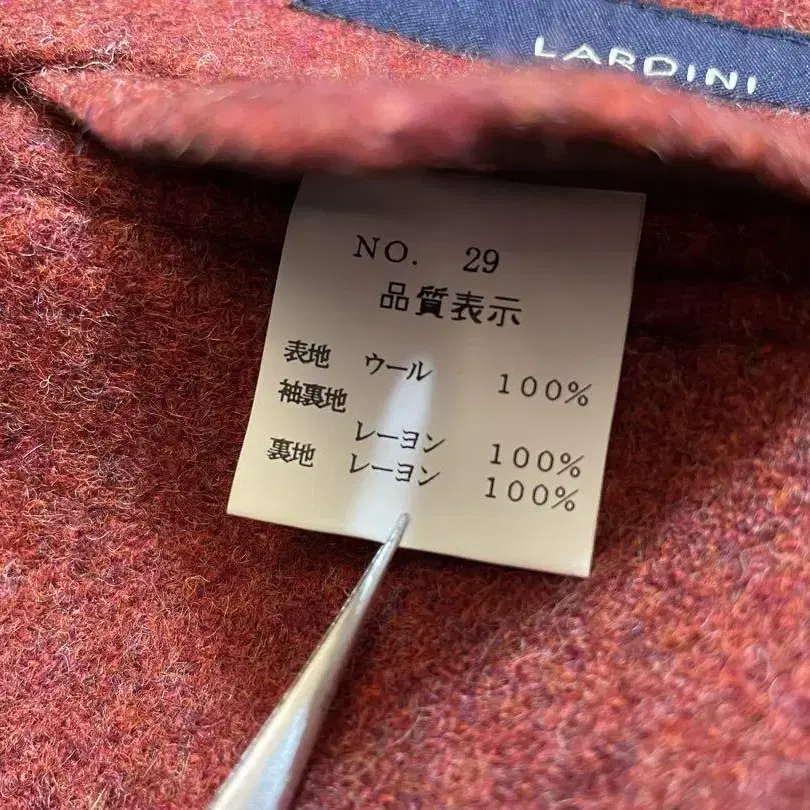 LARDINI
NO. 29
品質表示
表地 ウール 100%
袖裏地
レーヨン 100%
裏地 レーヨン 100%